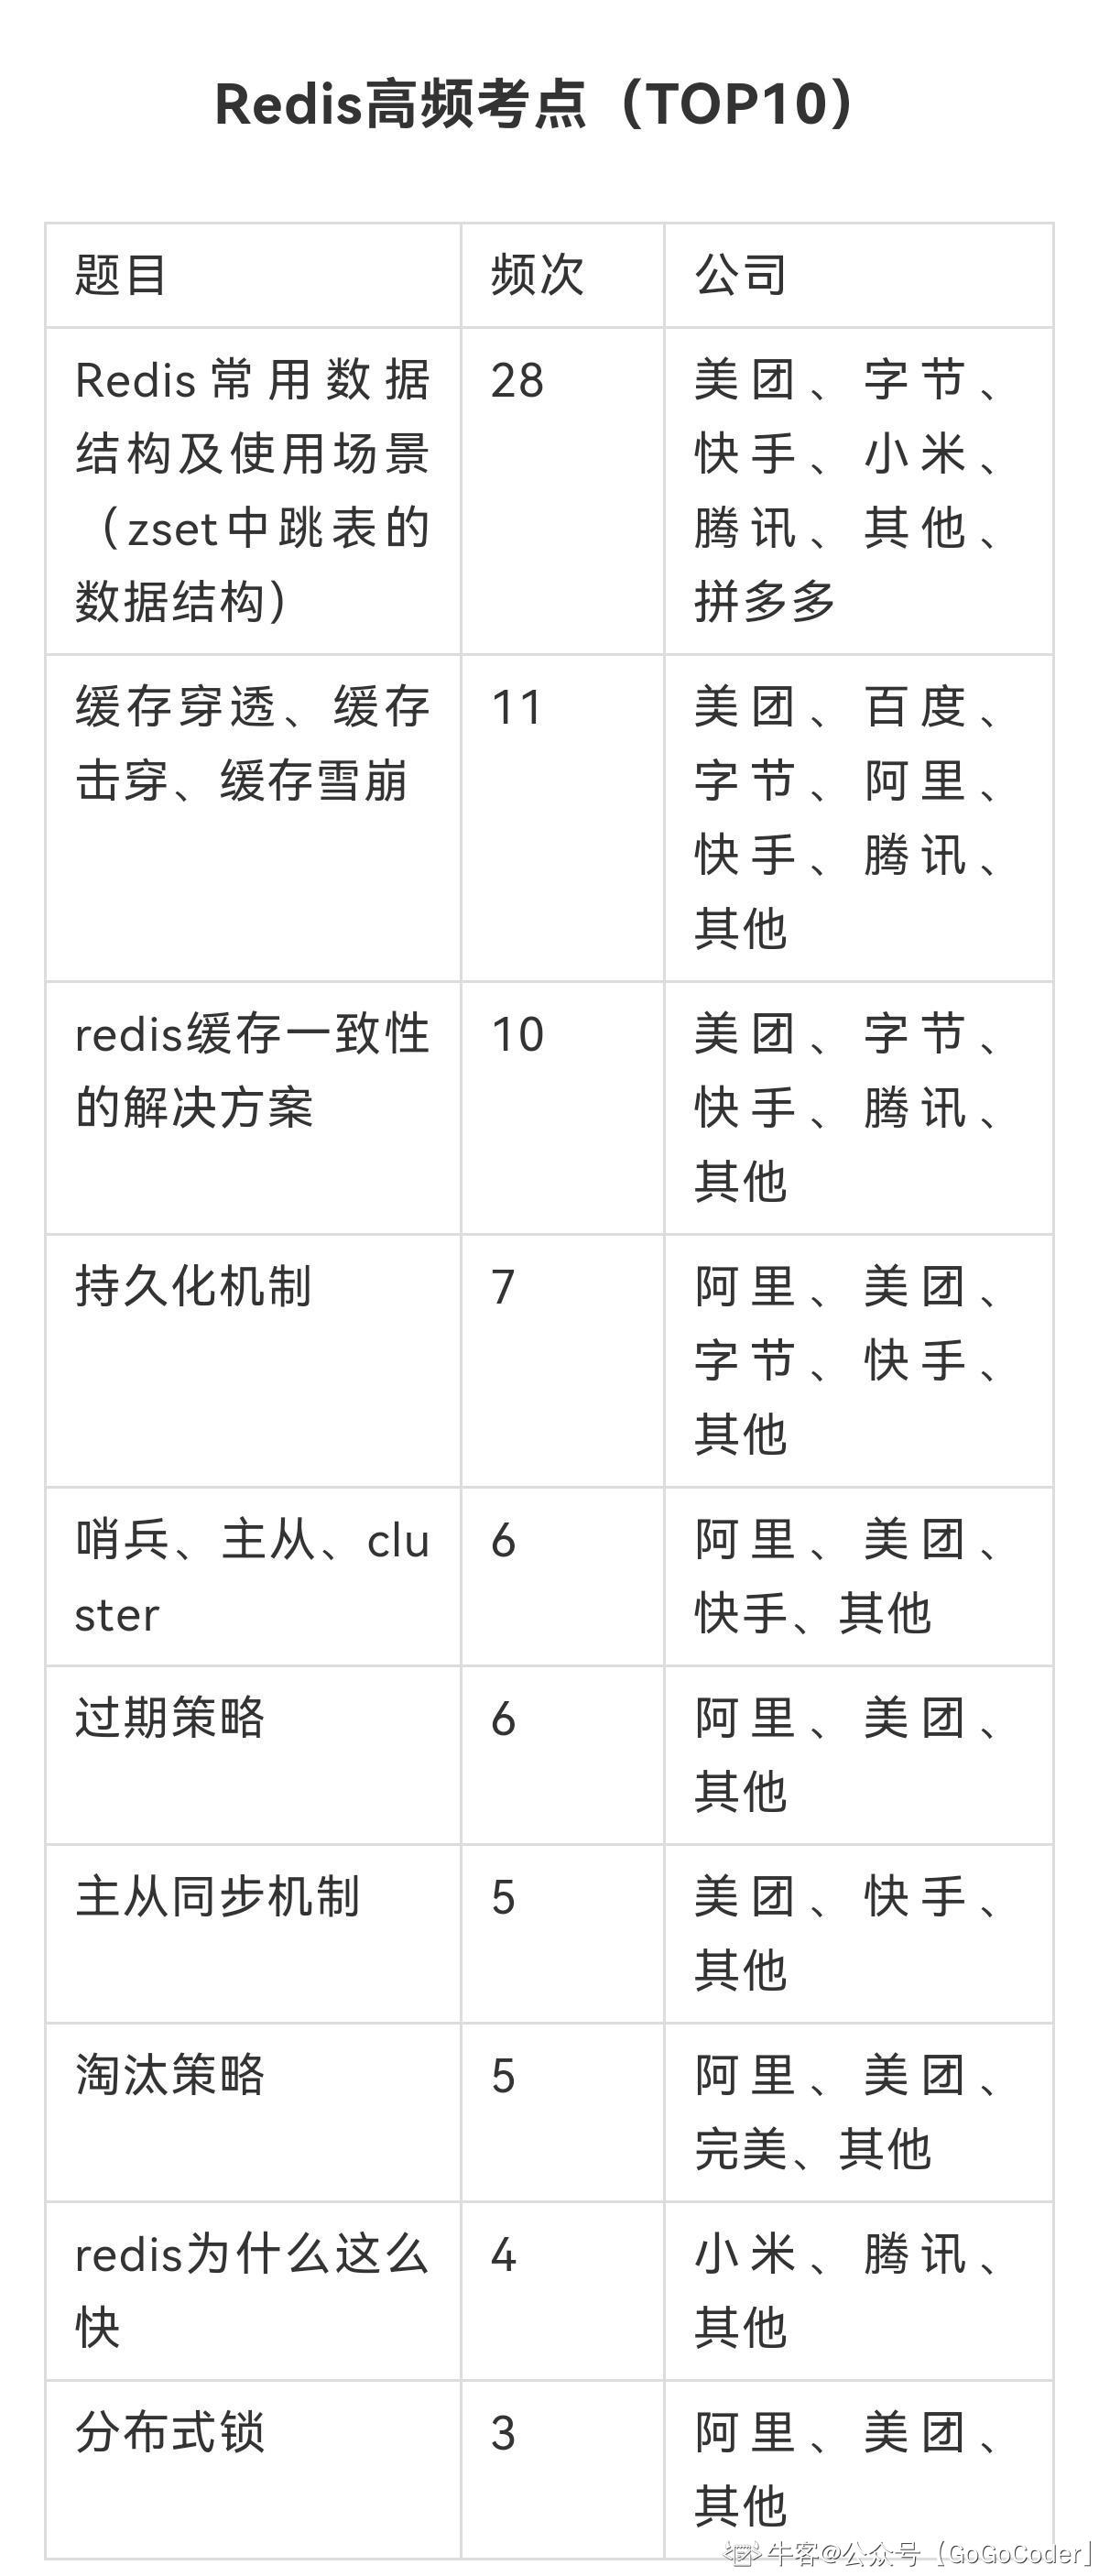 Redis高频考点（TOP10）
题目 频次 公司
Redis常用数据 28 美团、字节、
结构及使用场景 快手、小米、
（zset中跳表的 腾讯、其他、
数据结构） 拼多多
缓存穿透、缓存 11 美团、百度、
击穿、缓存雪崩 字节、阿里、
快手、腾讯、
其他
redis缓存一致性 10 美团、字节、
的解决方案 快手、腾讯、
其他
持久化机制 7 阿里、美团、
字节、快手、
其他
哨兵、主从、clu 6 阿里、美团、
ster 快手、其他
过期策略 6 阿里、美团、
其他
主从同步机制 5 美团、快手、
其他
淘汰策略 5 阿里、美团、
完美、其他
redis为什么这么 4 小米、腾讯、
快 其他
分布式锁 3 阿里、美团、
其他
牛客@公众号【GoGoCoder】